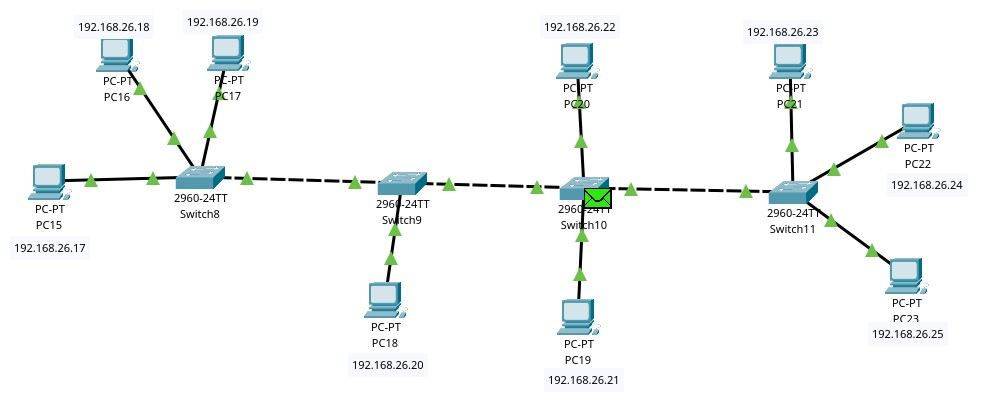 192.168.26.18
PC-PT
PC16
192.168.26.19
PC-PT
PC17
PC-PT
PC15
192.168.26.17
2960-24TT
Switch8
2960-24TT
Switch9
PC-PT
PC18
192.168.26.20
192.168.26.22
PC-PT
PC20
2960-24TT
Switch10
PC-PT
PC19
192.168.26.21
192.168.26.23
PC-PT
PC21
PC-PT
PC22
192.168.26.24
2960-24TT
Switch11
PC-PT
PC23
192.168.26.25